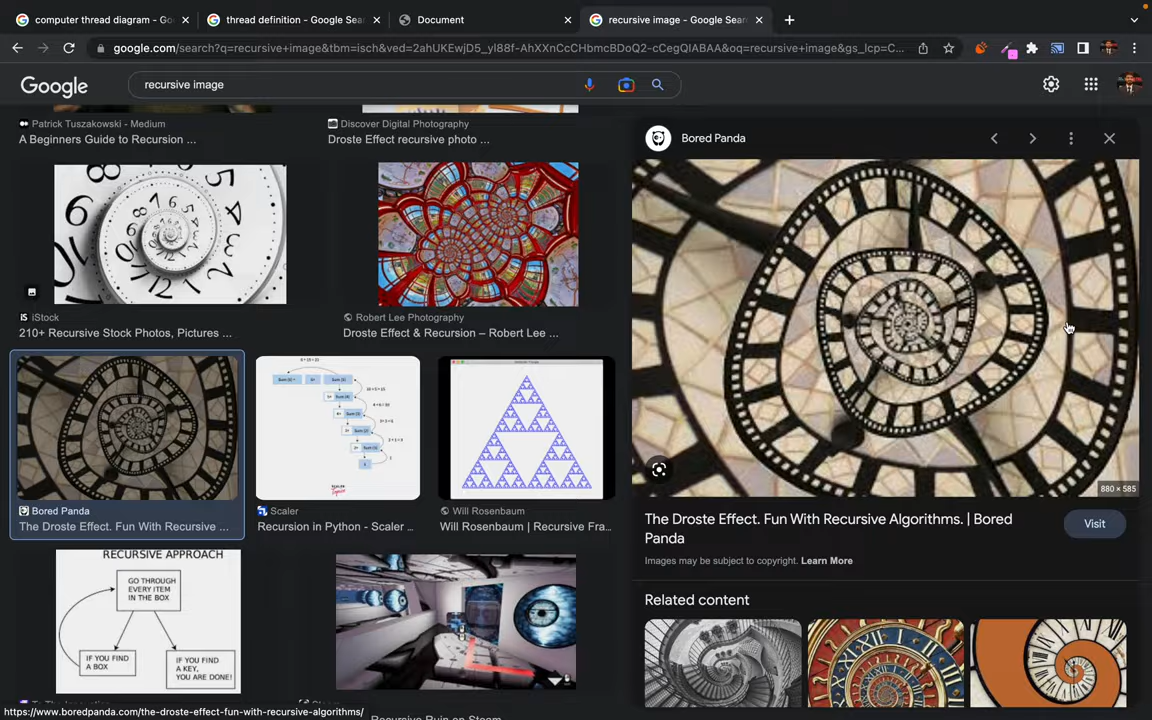 computer thread diagram - Go
thread definition - Google Sea
Document
recursive image - Google Sear
google.com/search?q=recursive+image&tbm=isch&ved=2ahUKEwjD5_yl88f-AhXXnCcCHbmcBDoQ2-cCegQIABAA&oq=recursive+image&gs_lcp=C...
Google
recursive image
Patrick Tuszakowski - Medium
A Beginners Guide to Recursion ...
Discover Digital Photography
Droste Effect recursive photo ...
iStock
210+ Recursive Stock Photos, Pictures ...
Robert Lee Photography
Droste Effect & Recursion – Robert Lee ...
Bored Panda
The Droste Effect. Fun With Recursive ...
Scaler
Recursion in Python - Scaler ...
Will Rosenbaum
Will Rosenbaum | Recursive Fra...
RECURSIVE APPROACH
GO THROUGH
EVERY ITEM
IN THE BOX
IF YOU FIND
A BOX
IF YOU FIND
A KEY,
YOU ARE DONE!
Recursive Ruin on Steam
Bored Panda
880 × 585
The Droste Effect. Fun With Recursive Algorithms. | Bored
Panda
Visit
Images may be subject to copyright. Learn More
Related content
https://www.boredpanda.com/the-droste-effect-fun-with-recursive-algorithms/